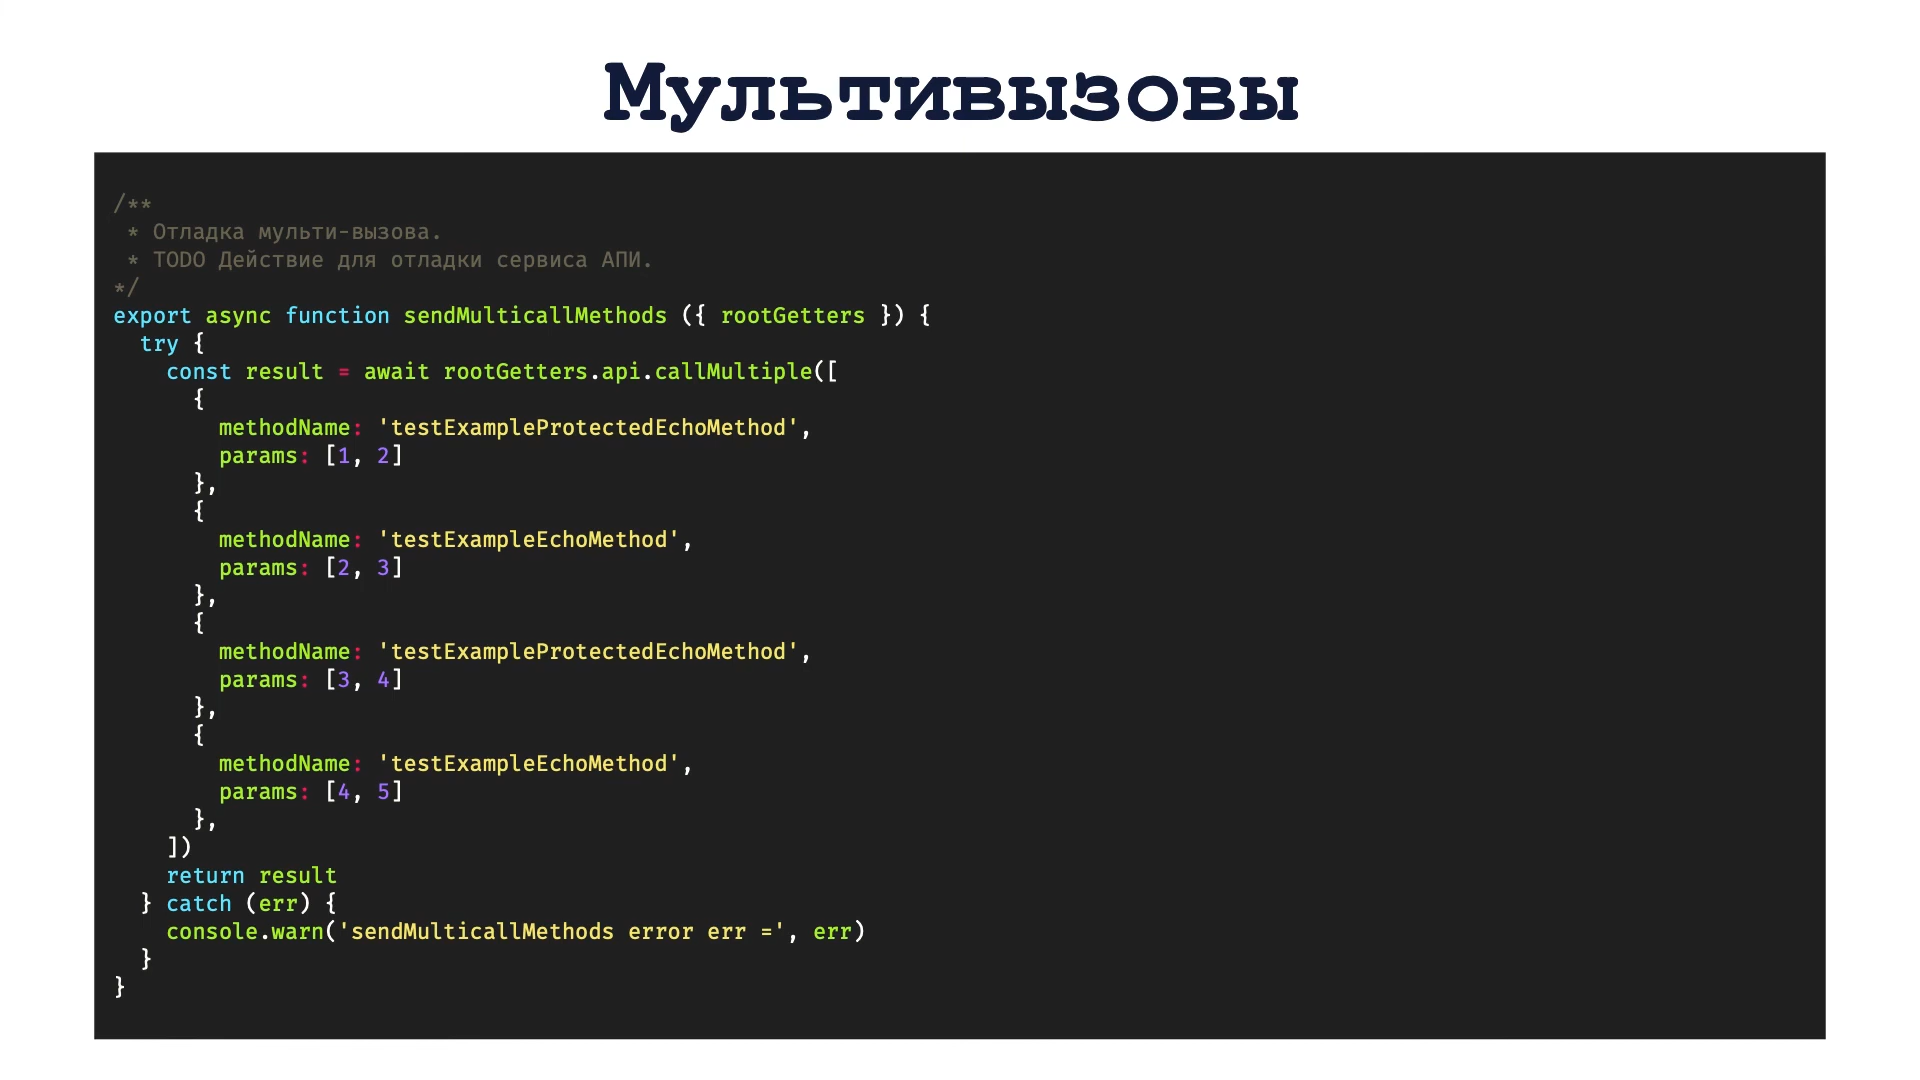 Мультивызовы
/**
 * Отладка мульти-вызова.
 * TODO Действие для отладки сервиса АПИ.
*/
export async function sendMulticallMethods ({ rootGetters }) {
  try {
    const result = await rootGetters.api.callMultiple([
      {
        methodName: 'testExampleProtectedEchoMethod',
        params: [1, 2]
      },
      {
        methodName: 'testExampleEchoMethod',
        params: [2, 3]
      },
      {
        methodName: 'testExampleProtectedEchoMethod',
        params: [3, 4]
      },
      {
        methodName: 'testExampleEchoMethod',
        params: [4, 5]
      },
    ])
    return result
  } catch (err) {
    console.warn('sendMulticallMethods error err =', err)
  }
}